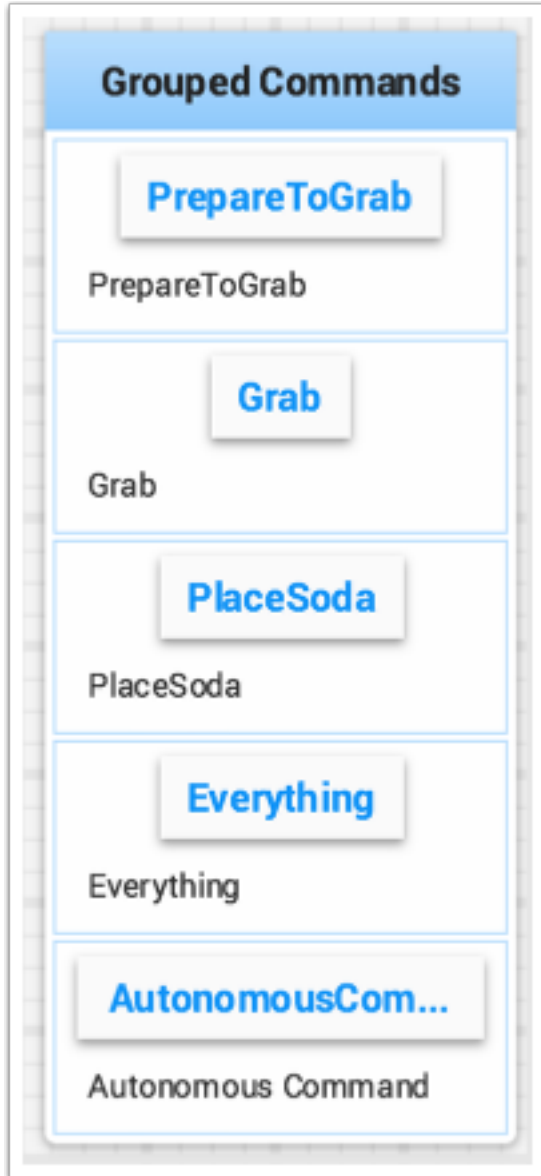 Grouped Commands
PrepareToGrab
PrepareToGrab
Grab
Grab
PlaceSoda
PlaceSoda
Everything
Everything
AutonomousCom...
Autonomous Command